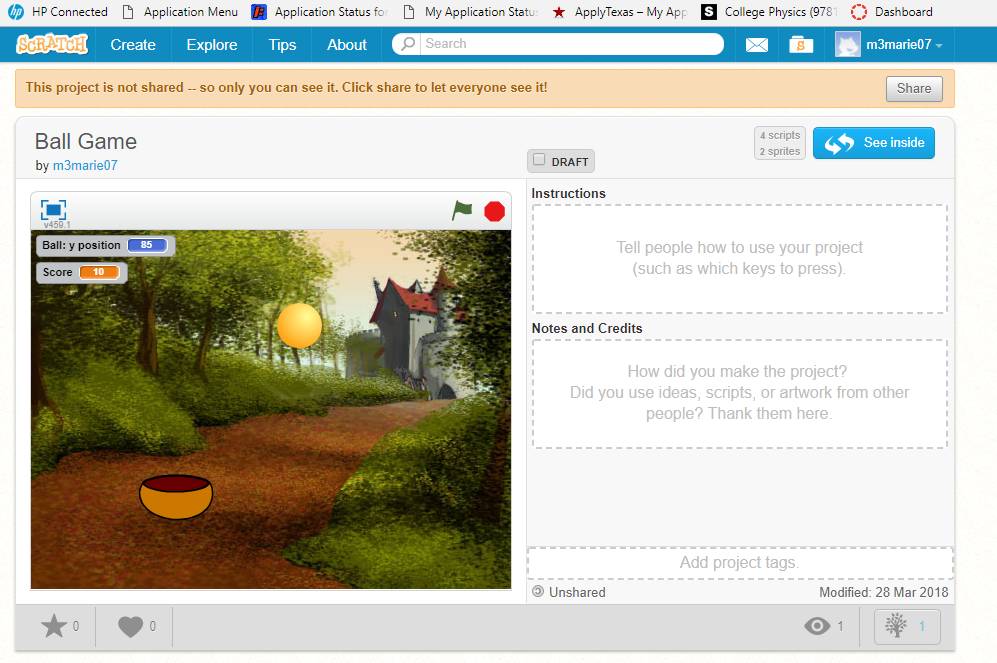 HP Connected Application Menu Application Status for My Application Statu ApplyTexas – My App College Physics (9781 Dashboard
SCRATCH Create Explore Tips About Search m3marie07
This project is not shared -- so only you can see it. Click share to let everyone see it! Share
Ball Game
by m3marie07
DRAFT
4 scripts
2 sprites
See inside
v459.1
Ball: y position 85
Score 10
Instructions
Tell people how to use your project
(such as which keys to press).
Notes and Credits
How did you make the project?
Did you use ideas, scripts, or artwork from other
people? Thank them here.
Add project tags.
Unshared Modified: 28 Mar 2018
0 0 1 1